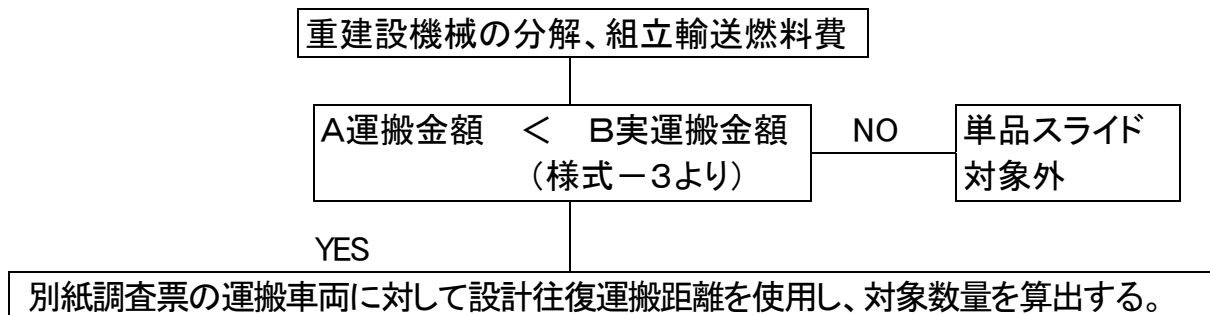 重建設機械の分解、組立輸送燃料費
A運搬金額　＜　B実運搬金額
（様式－3より）
NO
単品スライド
対象外
YES
別紙調査票の運搬車両に対して設計往復運搬距離を使用し、対象数量を算出する。